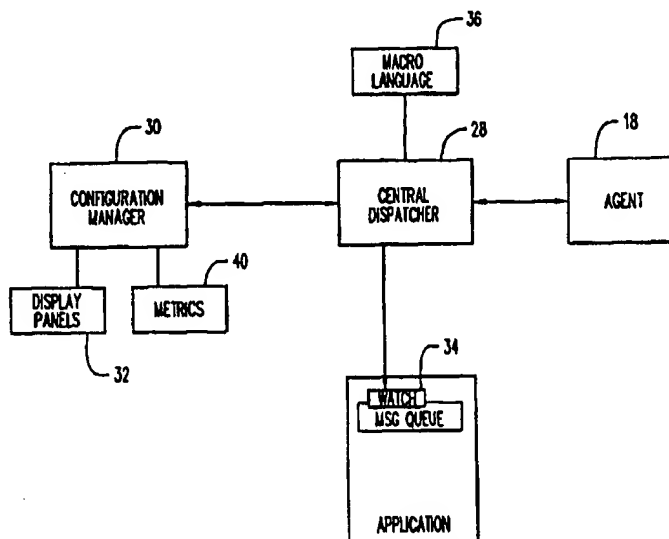 36
MACRO
LANGUAGE
30
28
18
CONFIGURATION
MANAGER
CENTRAL
DISPATCHER
AGENT
40
DISPLAY
PANELS
METRICS
32
34
WATCH
MSG QUEUE
APPLICATION